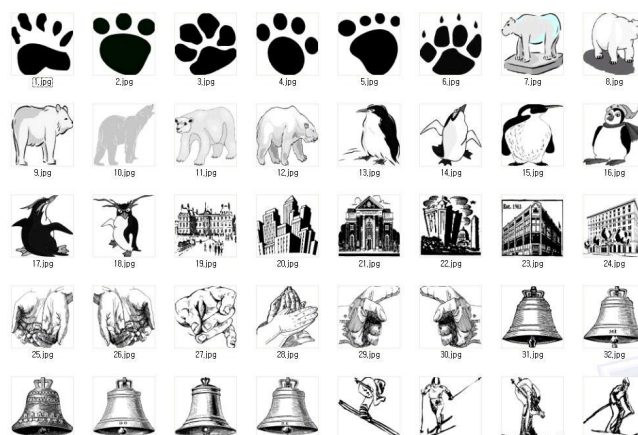 1.jpg 2.jpg 3.jpg 4.jpg 5.jpg 6.jpg 7.jpg 8.jpg
9.jpg 10.jpg 11.jpg 12.jpg 13.jpg 14.jpg 15.jpg 16.jpg
Est. 1903
17.jpg 18.jpg 19.jpg 20.jpg 21.jpg 22.jpg 23.jpg 24.jpg
25.jpg 26.jpg 27.jpg 28.jpg 29.jpg 30.jpg 31.jpg 32.jpg